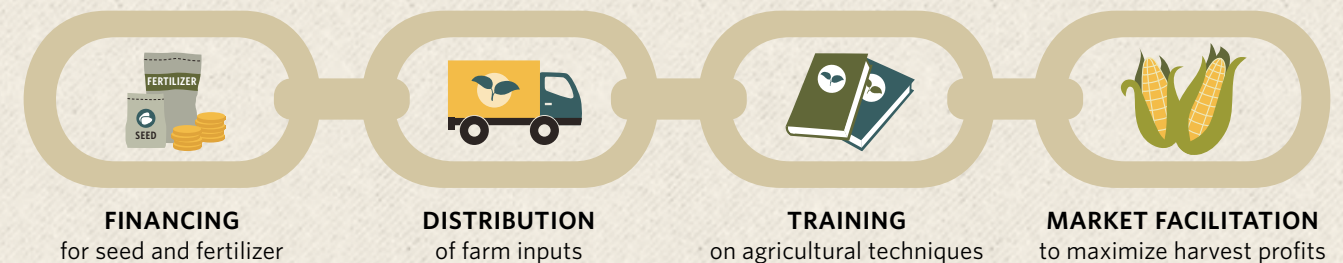 FERTILIZER
SEED
FINANCING
for seed and fertilizer
DISTRIBUTION
of farm inputs
TRAINING
on agricultural techniques
MARKET FACILITATION
to maximize harvest profits